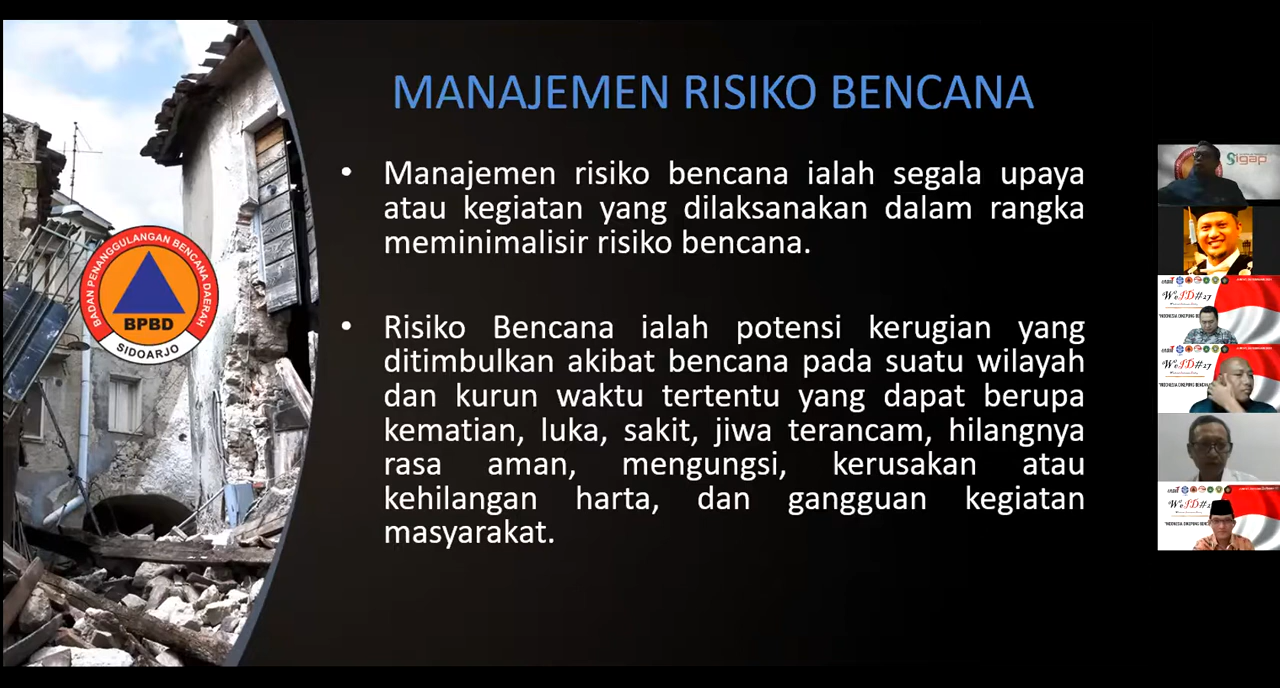 MANAJEMEN RISIKO BENCANA
• Manajemen risiko bencana ialah segala upaya
atau kegiatan yang dilaksanakan dalam rangka
meminimalisir risiko bencana.
• Risiko Bencana ialah potensi kerugian yang
ditimbulkan akibat bencana pada suatu wilayah
dan kurun waktu tertentu yang dapat berupa
kematian, luka, sakit, jiwa terancam, hilangnya
rasa aman, mengungsi, kerusakan atau
kehilangan harta, dan gangguan kegiatan
masyarakat.
BADAN PENANGGULANGAN BENCANA DAERAH
BPBD
SIDOARJO
Sigap